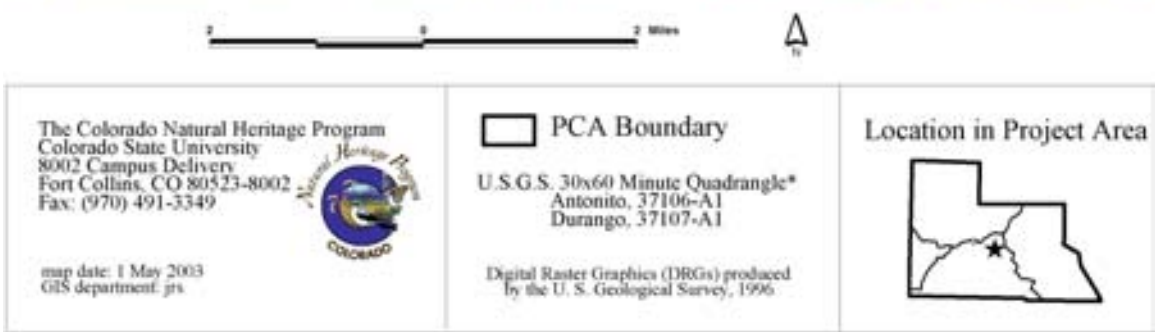 2 0 2 Miles
N
The Colorado Natural Heritage Program
Colorado State University
8002 Campus Delivery
Fort Collins, CO 80523-8002
Fax: (970) 491-3349
Natural Heritage Program
COLORADO
map date: 1 May 2003
GIS department: jrs
PCA Boundary
U.S.G.S. 30x60 Minute Quadrangle*
Antonito, 37106-A1
Durango, 37107-A1
Digital Raster Graphics (DRGs) produced
by the U. S. Geological Survey, 1996
Location in Project Area